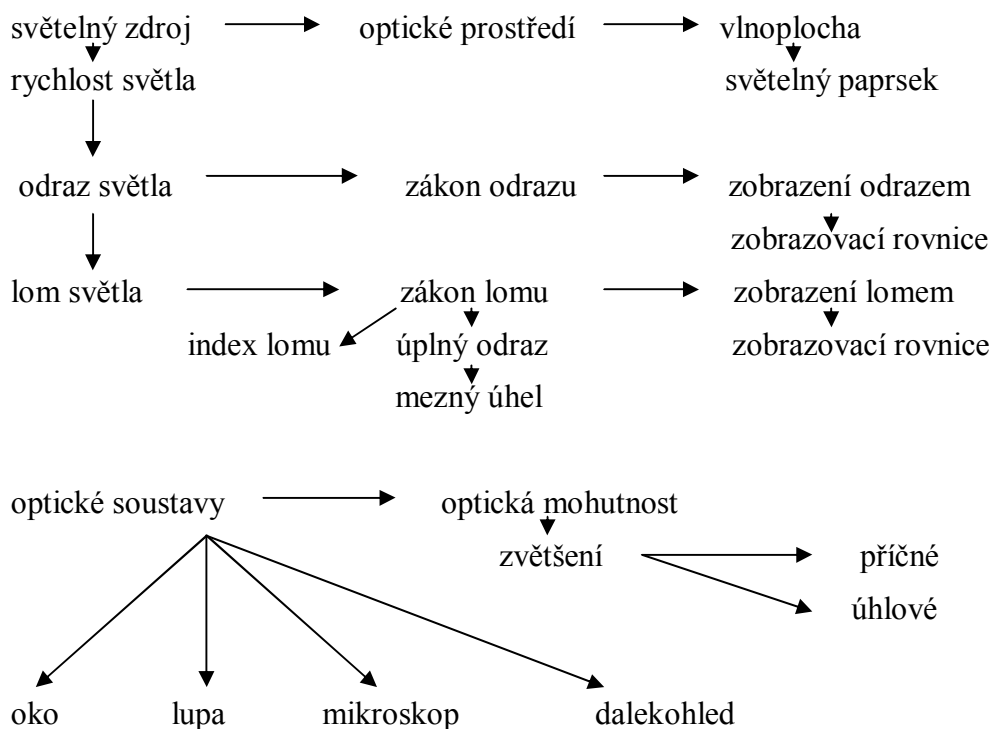 světelný zdroj optické prostředí vlnoplocha
rychlost světla světelný paprsek
odraz světla zákon odrazu zobrazení odrazem
zobrazovací rovnice
lom světla zákon lomu zobrazení lomem
index lomu úplný odraz zobrazovací rovnice
mezný úhel
optické soustavy optická mohutnost
zvětšení příčné
úhlové
oko lupa mikroskop dalekohled